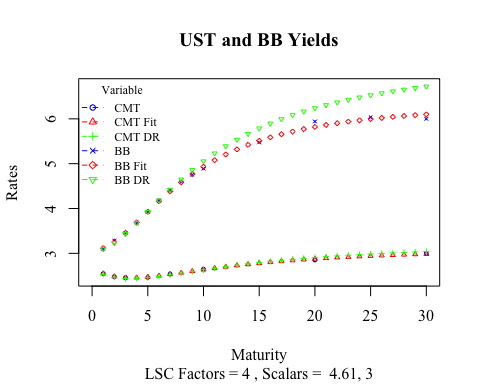 UST and BB Yields
Variable
CMT
CMT Fit
CMT DR
BB
BB Fit
BB DR
Rates
6
5
4
3
0 5 10 15 20 25 30
Maturity
LSC Factors = 4 , Scalars = 4.61, 3